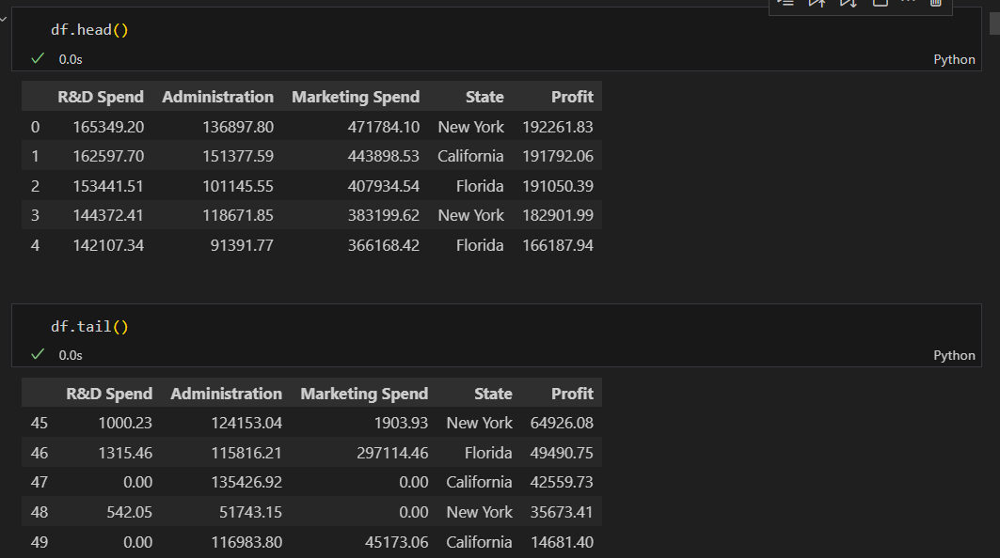 df.head()
0.0s
Python
R&D Spend Administration Marketing Spend State Profit
0 165349.20 136897.80 471784.10 New York 192261.83
1 162597.70 151377.59 443898.53 California 191792.06
2 153441.51 101145.55 407934.54 Florida 191050.39
3 144372.41 118671.85 383199.62 New York 182901.99
4 142107.34 91391.77 366168.42 Florida 166187.94
df.tail()
0.0s
Python
R&D Spend Administration Marketing Spend State Profit
45 1000.23 124153.04 1903.93 New York 64926.08
46 1315.46 115816.21 297114.46 Florida 49490.75
47 0.00 135426.92 0.00 California 42559.73
48 542.05 51743.15 0.00 New York 35673.41
49 0.00 116983.80 45173.06 California 14681.40